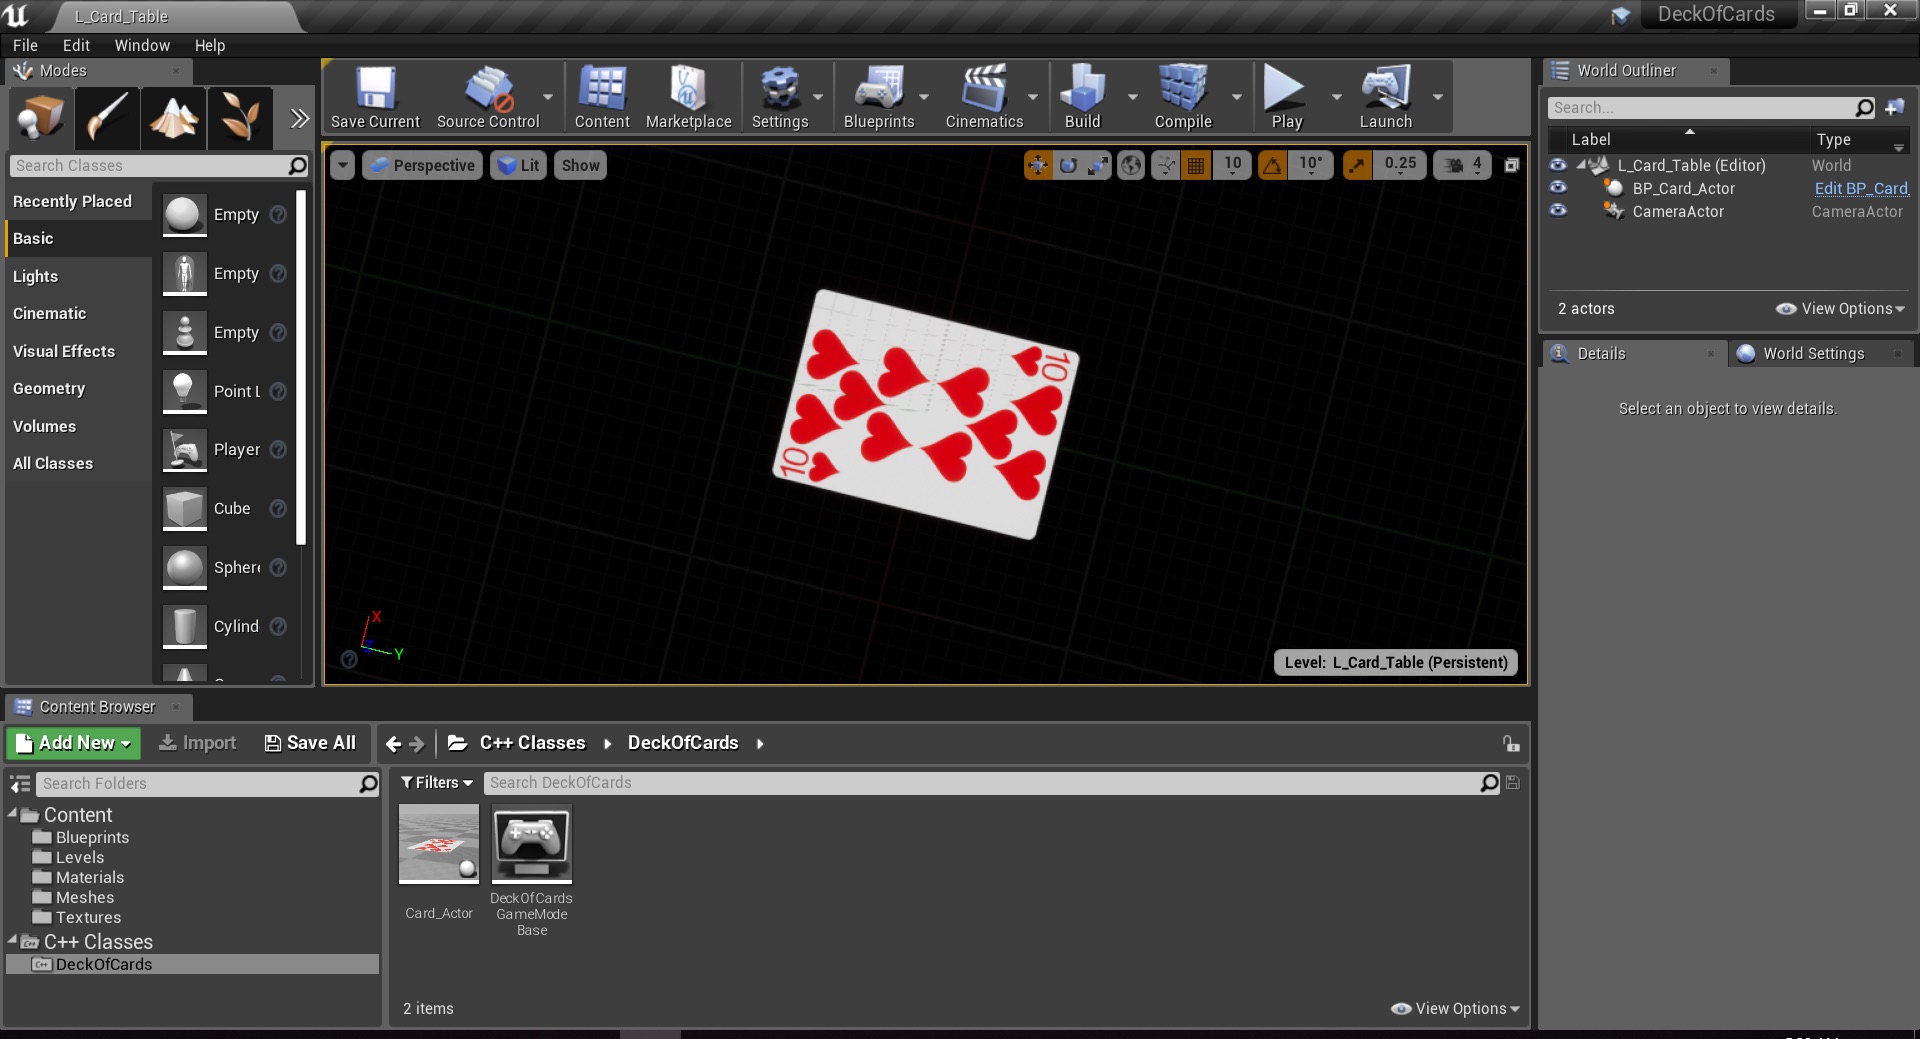 L_Card_Table
DeckOfCards
File Edit Window Help
Modes
Save Current Source Control Content Marketplace Settings Blueprints Cinematics Build Compile Play Launch
World Outliner
Search...
Label Type
L_Card_Table (Editor) World
BP_Card_Actor Edit BP_Card
CameraActor CameraActor
2 actors View Options
Details World Settings
Select an object to view details.
Search Classes
Recently Placed
Basic
Lights
Cinematic
Visual Effects
Geometry
Volumes
All Classes
Empty
Empty
Empty
Point L
Player
Cube
Sphere
Cylind
Perspective Lit Show
10 10° 0.25 4
10
10
X
Z
Y
Level: L_Card_Table (Persistent)
Content Browser
Add New Import Save All C++ Classes DeckOfCards
Search Folders
Filters Search DeckOfCards
Content
Blueprints
Levels
Materials
Meshes
Textures
C++ Classes
DeckOfCards
Card_Actor
DeckOfCards
GameMode
Base
2 items View Options